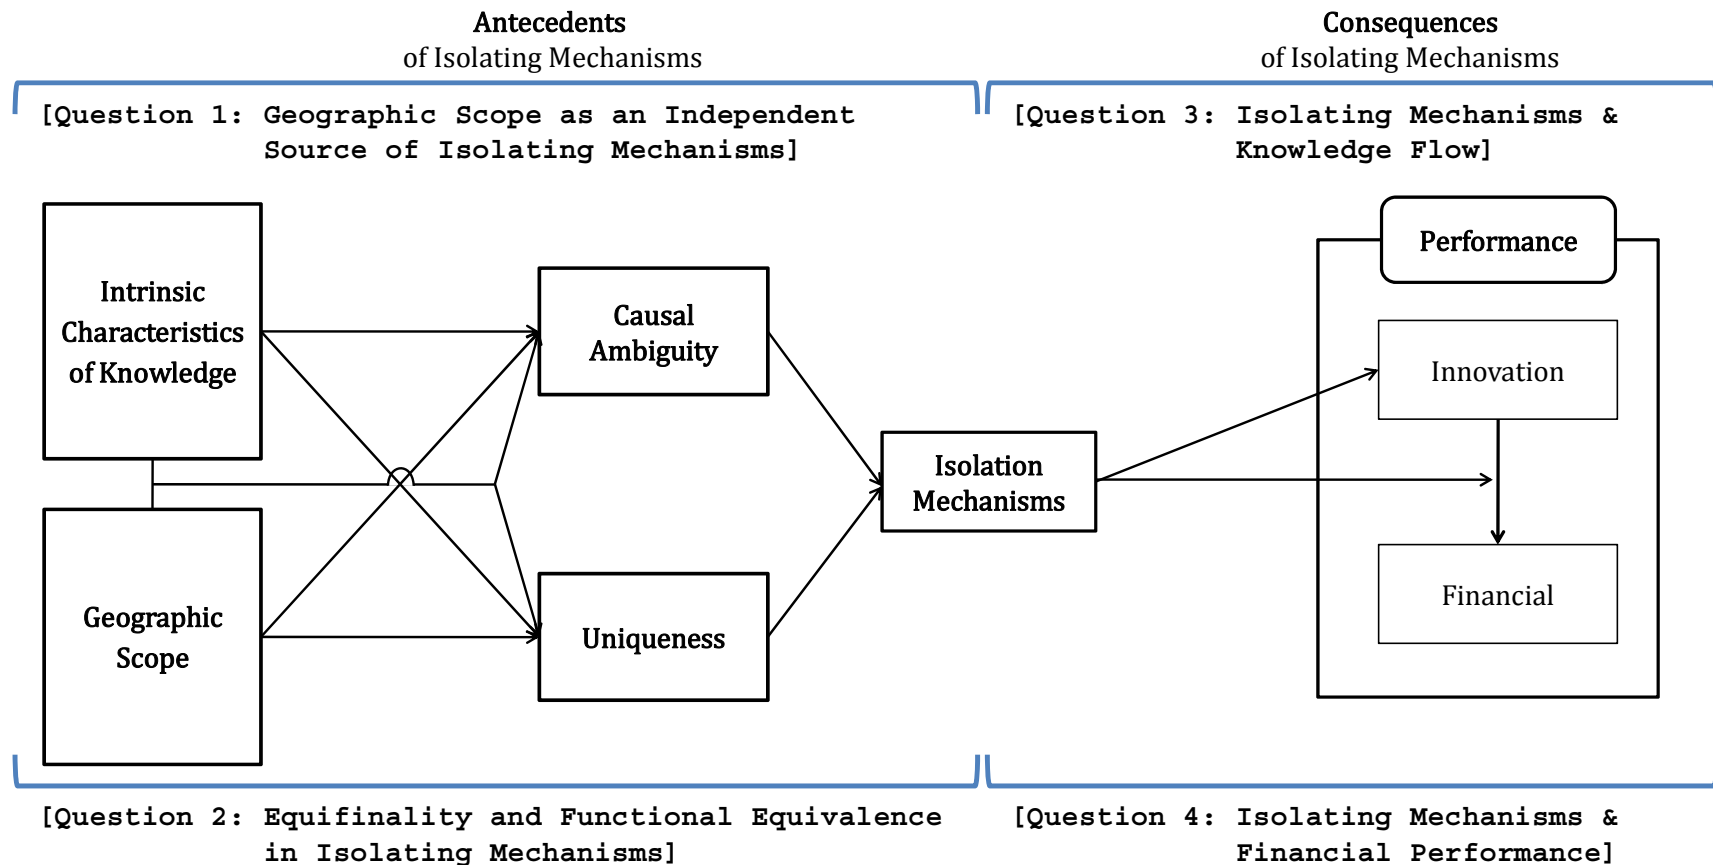 Antecedents
of Isolating Mechanisms
Consequences
of Isolating Mechanisms
[Question 1: Geographic Scope as an Independent
Source of Isolating Mechanisms]
[Question 3: Isolating Mechanisms &
Knowledge Flow]
Intrinsic
Characteristics
of Knowledge
Geographic
Scope
Causal
Ambiguity
Uniqueness
Isolation
Mechanisms
Performance
Innovation
Financial
[Question 2: Equifinality and Functional Equivalence
in Isolating Mechanisms]
[Question 4: Isolating Mechanisms &
Financial Performance]